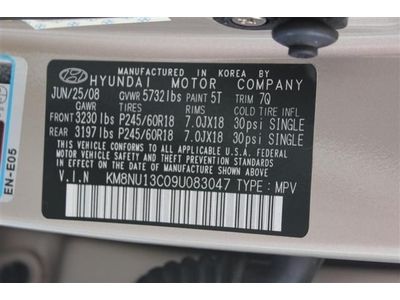 MANUFACTURED IN KOREA BY
HYUNDAI MOTOR COMPANY
JUN/25/08 GVWR 5732lbs PAINT 5T TRIM 7Q
GAWR TIRES RIMS COLD TIRE INFL
FRONT 3230 lbs P245/60R18 7.0JX18 30psi SINGLE
REAR 3197 lbs P245/60R18 7.0JX18 30psi SINGLE
THIS VEHICLE CONFORMS TO ALL APPLICABLE
U.S. FEDERAL MOTOR VEHICLE SAFETY, BUMPER,
AND THEFT PREVENTION STANDARDS IN
EFFECT ON THE DATE OF MANUFACTURE SHOWN ABOVE.
V.I.N KM8NU13C09U083047 TYPE: MPV
EN-E05